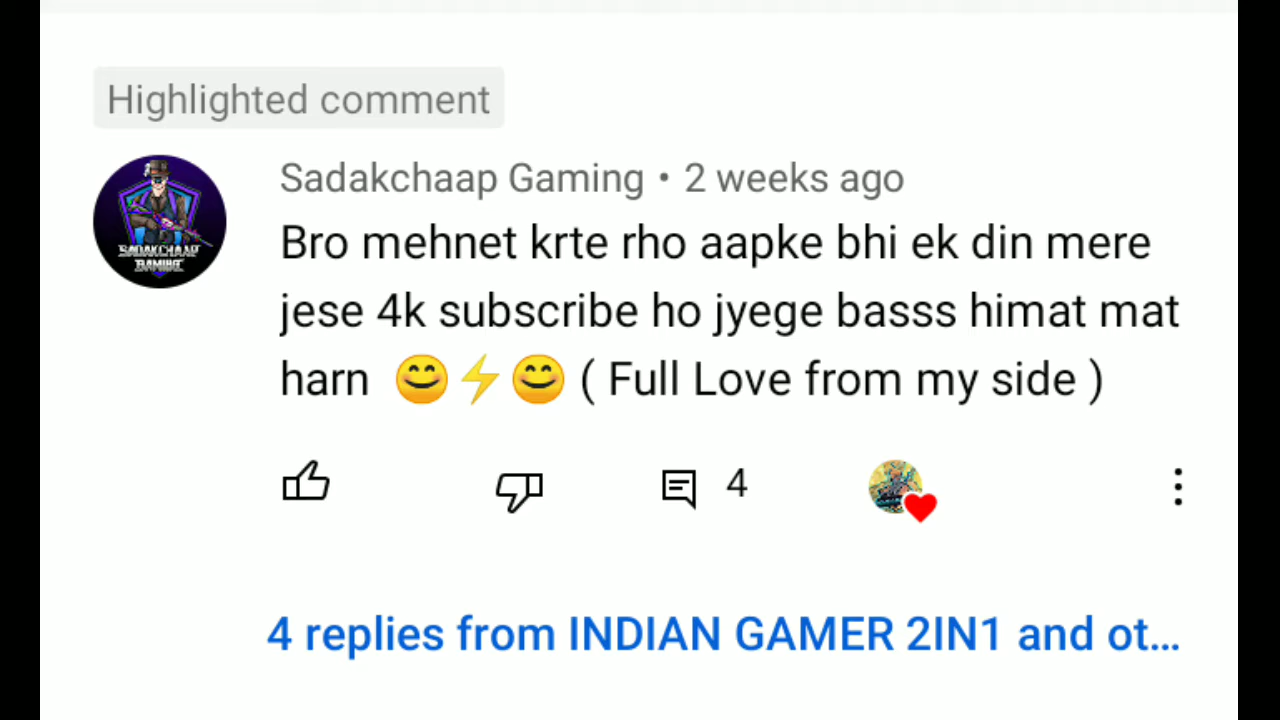 Highlighted comment
Sadakchaap Gaming • 2 weeks ago
Bro mehnet krte rho aapke bhi ek din mere
jese 4k subscribe ho jyege basss himat mat
harn 😊⚡😊 ( Full Love from my side )
SADAKCHAAP
GAMING
4
4 replies from INDIAN GAMER 2IN1 and ot...